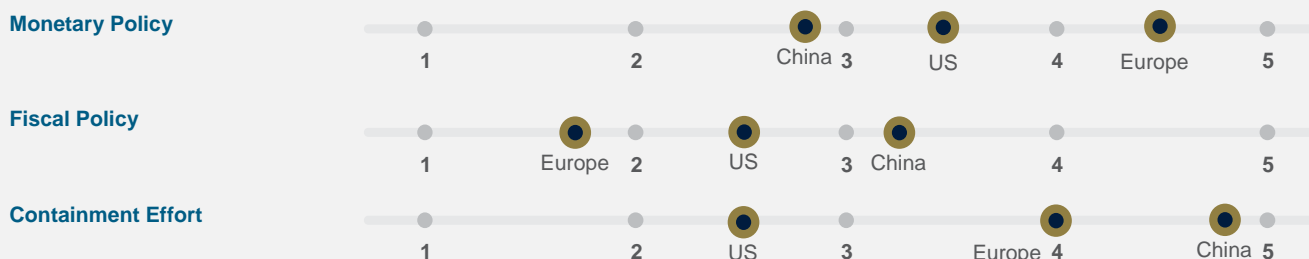 Monetary Policy
China
1 2 3 US 4 Europe 5
Fiscal Policy
1 Europe 2 US 3 China 4 5
Containment Effort
1 2 US 3 Europe 4 China 5